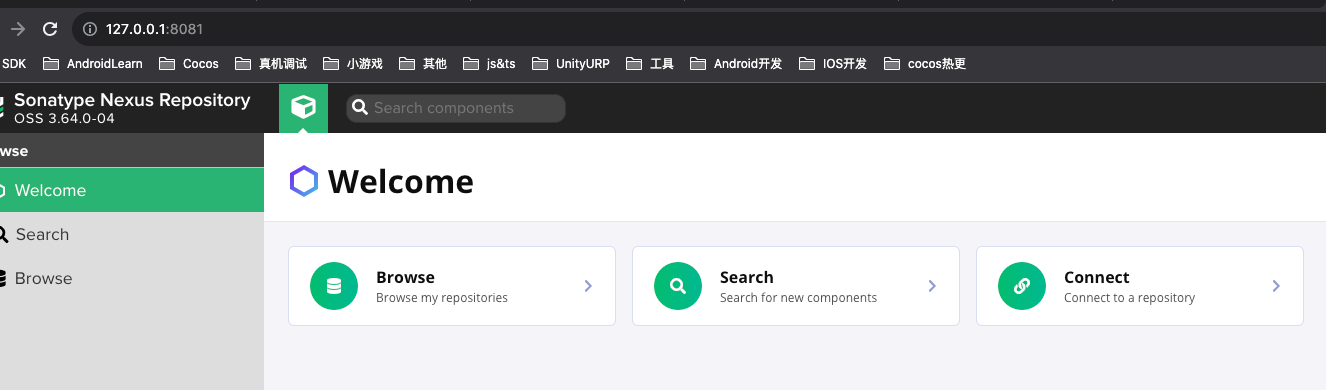 127.0.0.1:8081
SDK AndroidLearn Cocos 真机调试 小游戏 其他 js&ts UnityURP 工具 Android开发 IOS开发 cocos热更
Sonatype Nexus Repository
OSS 3.64.0-04
Search components
wse
Welcome
Search
Browse
Welcome
Browse
Browse my repositories
Search
Search for new components
Connect
Connect to a repository